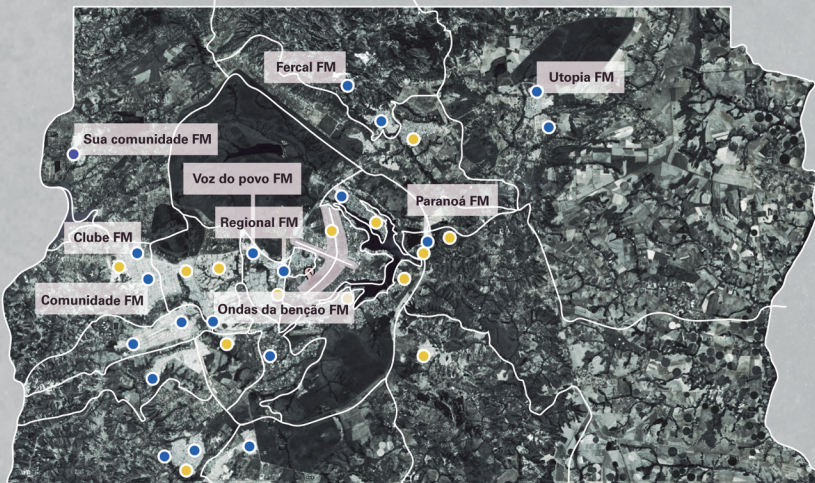 Fercal FM
Utopia FM
Sua comunidade FM
Voz do povo FM
Paranoá FM
Regional FM
Clube FM
Comunidade FM
Ondas da benção FM